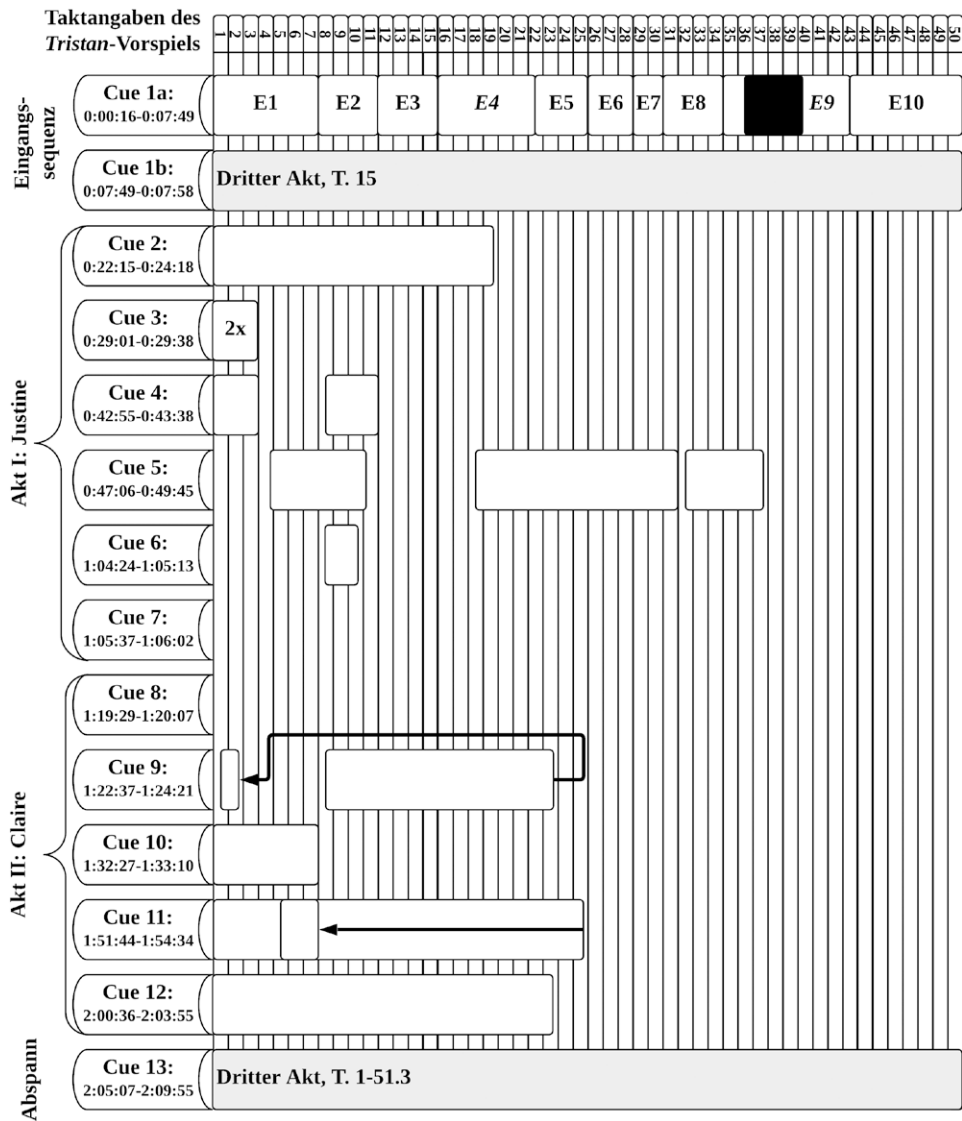 Taktangaben des
Tristan-Vorspiels
1 2 3 4 5 6 7 8 9 10 11 12 13 14 15 16 17 18 19 20 21 22 23 24 25 26 27 28 29 30 31 32 33 34 35 36 37 38 39 40 41 42 43 44 45 46 47 48 49 50
Eingangs-
sequenz
Cue 1a:
0:00:16-0:07:49
E1 E2 E3 E4 E5 E6 E7 E8 E9 E10
Cue 1b:
0:07:49-0:07:58
Dritter Akt, T. 15
Akt I: Justine
Cue 2:
0:22:15-0:24:18
Cue 3:
0:29:01-0:29:38
2x
Cue 4:
0:42:55-0:43:38
Cue 5:
0:47:06-0:49:45
Cue 6:
1:04:24-1:05:13
Cue 7:
1:05:37-1:06:02
Akt II: Claire
Cue 8:
1:19:29-1:20:07
Cue 9:
1:22:37-1:24:21
Cue 10:
1:32:27-1:33:10
Cue 11:
1:51:44-1:54:34
Cue 12:
2:00:36-2:03:55
Abspann
Cue 13:
2:05:07-2:09:55
Dritter Akt, T. 1-51.3